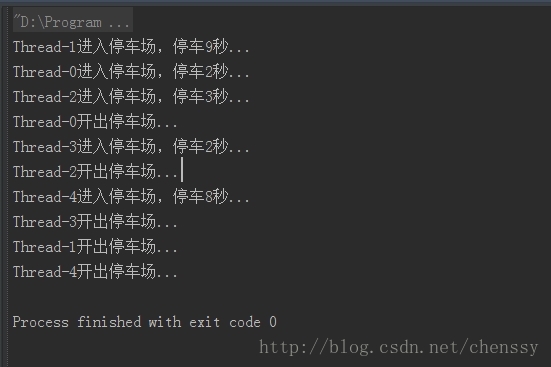 "D:\Program ...
Thread-1进入停车场，停车9秒...
Thread-0进入停车场，停车2秒...
Thread-2进入停车场，停车3秒...
Thread-0开出停车场...
Thread-3进入停车场，停车2秒...
Thread-2开出停车场...
Thread-4进入停车场，停车8秒...
Thread-3开出停车场...
Thread-1开出停车场...
Thread-4开出停车场...
Process finished with exit code 0
http://blog.csdn.net/chenssy